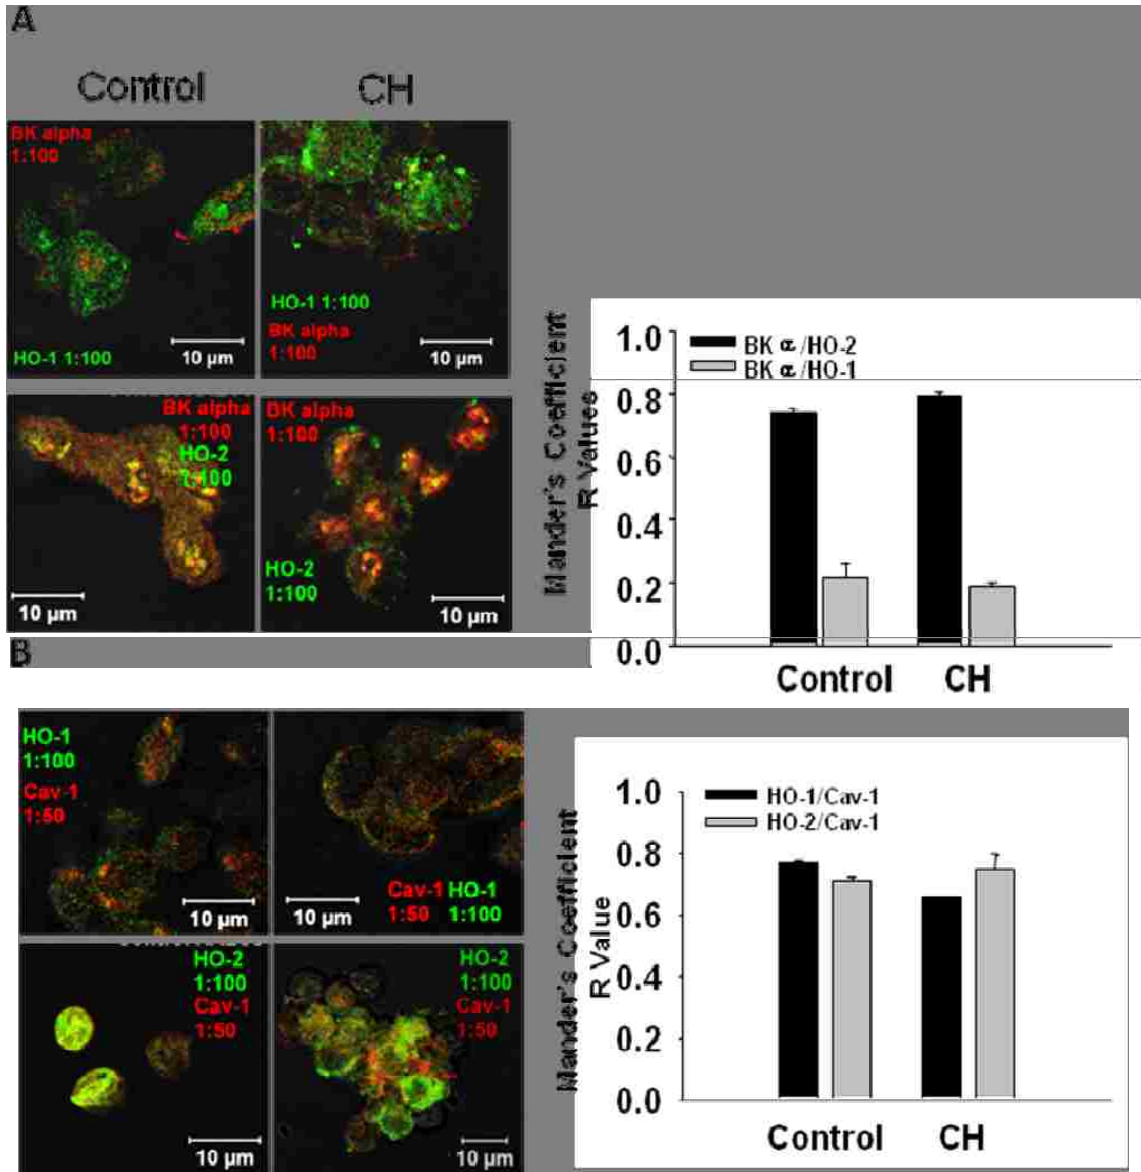 A
Control CH
BK alpha
1:100
HO-1 1:100
10 µm
HO-1 1:100
BK alpha
1:100
10 µm
BK alpha
1:100
HO-2
1:100
10 µm
BK alpha
1:100
HO-2
1:100
10 µm
Mander's Coefficient
R Values
1.0
0.8
0.6
0.4
0.2
0.0
BK α/HO-2
BK α/HO-1
Control CH
B
HO-1
1:100
Cav-1
1:50
10 µm
Cav-1 HO-1
1:50 1:100
10 µm
HO-2
1:100
Cav-1
1:50
10 µm
HO-2
1:100
Cav-1
1:50
10 µm
Mander's Coefficient
R Value
1.0
0.8
0.6
0.4
0.2
0.0
HO-1/Cav-1
HO-2/Cav-1
Control CH